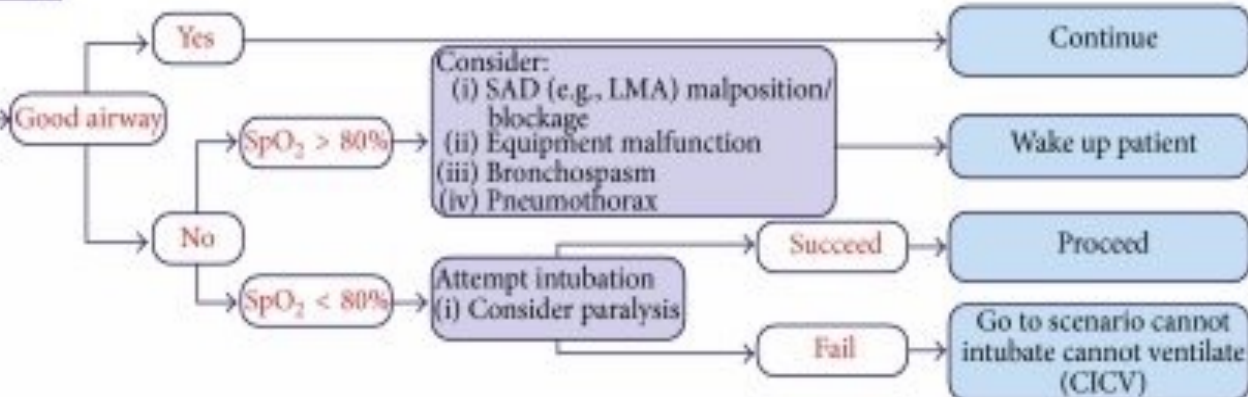 Yes
Continue
Good airway
Consider:
(i) SAD (e.g., LMA) malposition/
blockage
(ii) Equipment malfunction
(iii) Bronchospasm
(iv) Pneumothorax
SpO₂ > 80%
Wake up patient
No
Succeed
Proceed
SpO₂ < 80%
Attempt intubation
(i) Consider paralysis
Fail
Go to scenario cannot
intubate cannot ventilate
(CICV)